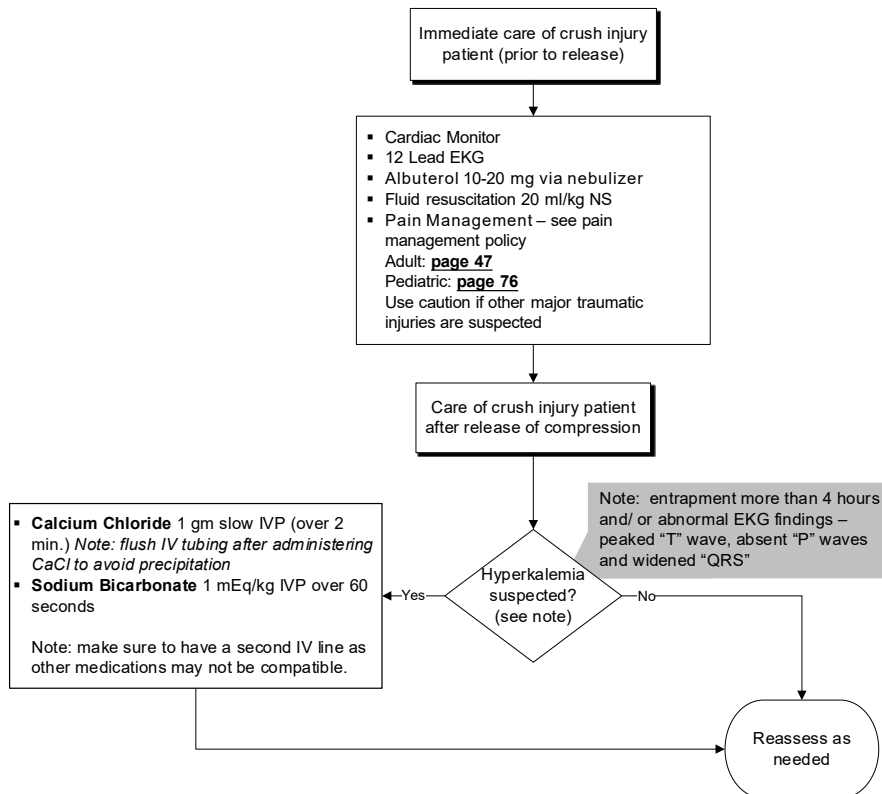 Immediate care of crush injury
patient (prior to release)
▪ Cardiac Monitor
▪ 12 Lead EKG
▪ Albuterol 10-20 mg via nebulizer
▪ Fluid resuscitation 20 ml/kg NS
▪ Pain Management – see pain
management policy
Adult: page 47
Pediatric: page 76
Use caution if other major traumatic
injuries are suspected
Care of crush injury patient
after release of compression
Note: entrapment more than 4 hours
and/ or abnormal EKG findings –
peaked “T” wave, absent “P” waves
and widened “QRS”
Hyperkalemia
suspected?
(see note)
Yes
No
▪ Calcium Chloride 1 gm slow IVP (over 2
min.) Note: flush IV tubing after administering
CaCl to avoid precipitation
▪ Sodium Bicarbonate 1 mEq/kg IVP over 60
seconds
Note: make sure to have a second IV line as
other medications may not be compatible.
Reassess as
needed